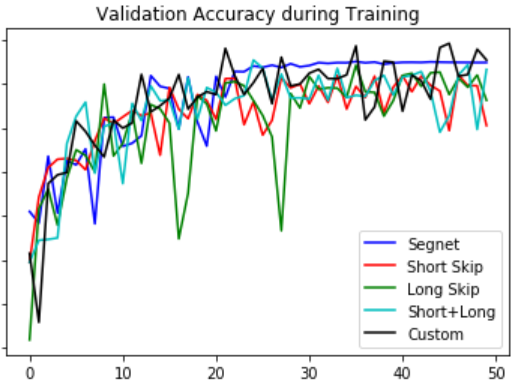 Validation Accuracy during Training
Segnet
Short Skip
Long Skip
Short+Long
Custom
0 10 20 30 40 50